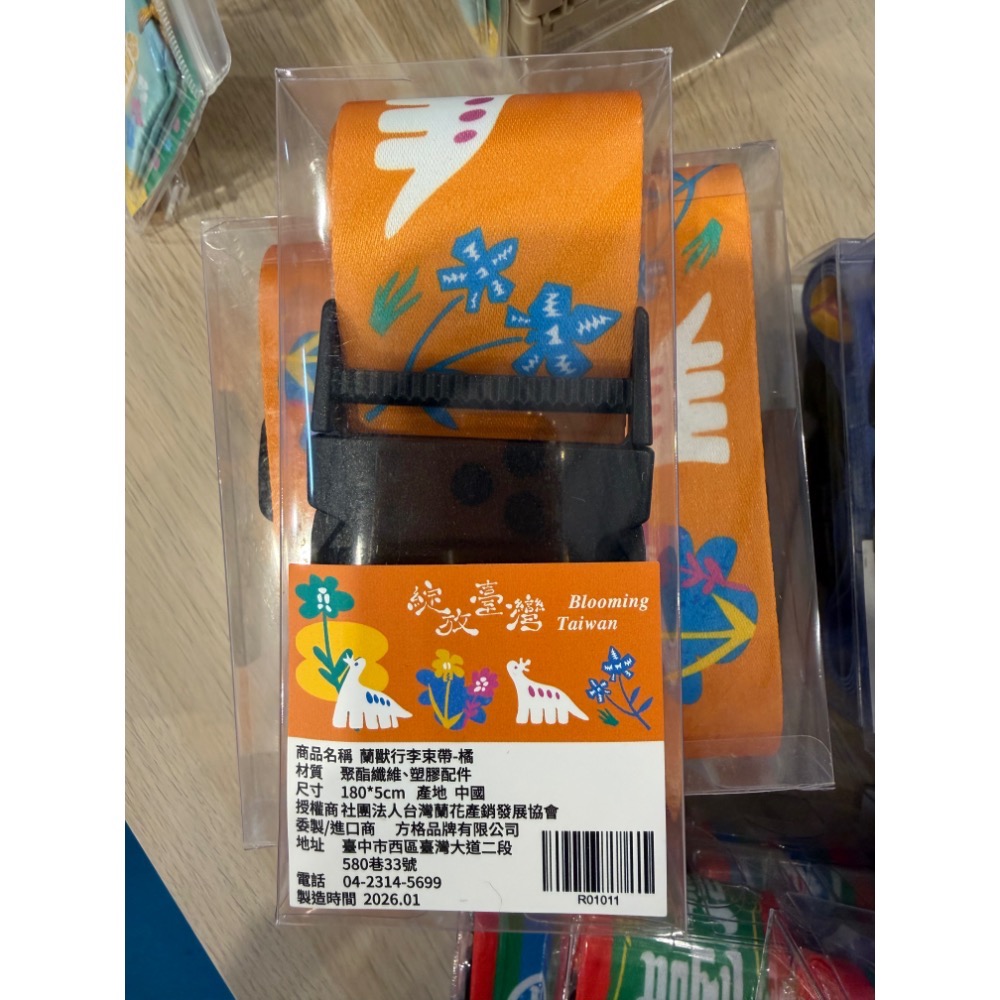 綻放臺灣 Blooming Taiwan
商品名稱 蘭獸行李束帶-橘
材質 聚酯纖維、塑膠配件
尺寸 180*5cm 產地 中國
授權商 社團法人台灣蘭花產銷發展協會
委製/進口商 方格品牌有限公司
地址 臺中市西區臺灣大道二段
580巷33號
電話 04-2314-5699
製造時間 2026.01
R01011